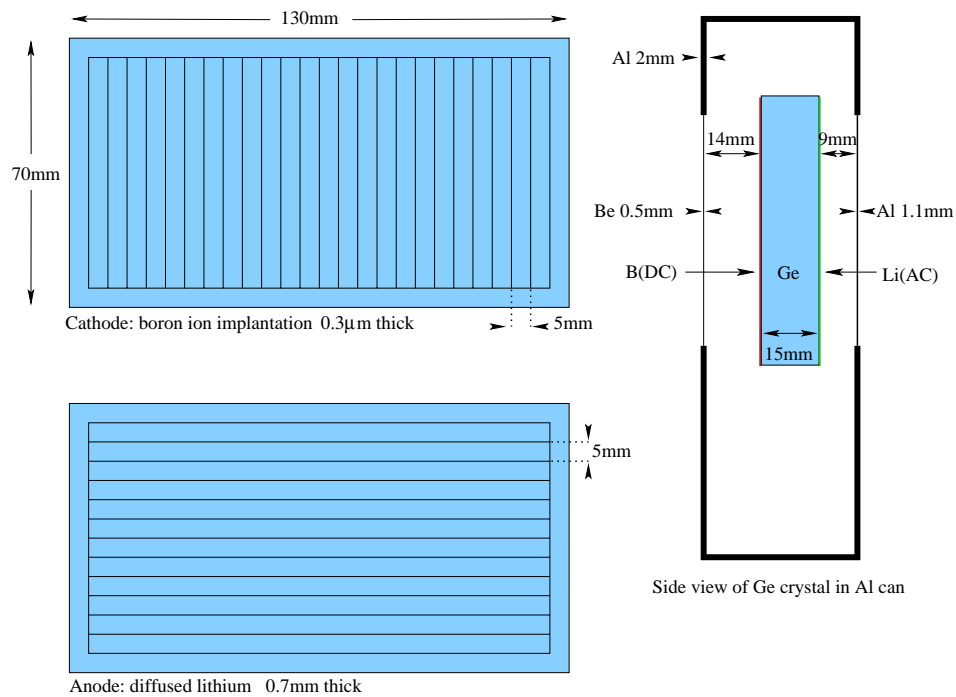 130mm
70mm
Cathode: boron ion implantation 0.3μm thick
5mm
5mm
Anode: diffused lithium 0.7mm thick
Al 2mm
14mm
9mm
Be 0.5mm
Al 1.1mm
B(DC)
Ge
Li(AC)
15mm
Side view of Ge crystal in Al can